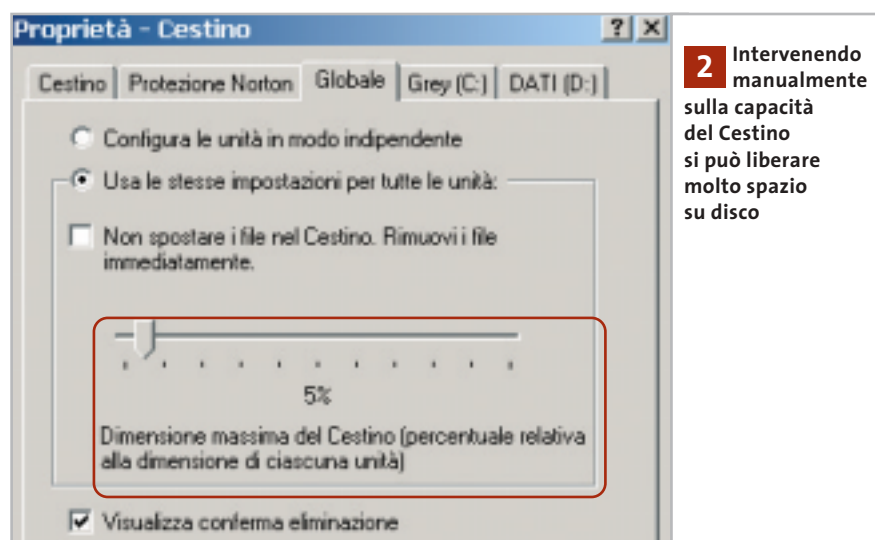 Proprietà - Cestino
Cestino Protezione Norton Globale Grey (C:) DATI (D:)
Configura le unità in modo indipendente
Usa le stesse impostazioni per tutte le unità:
Non spostare i file nel Cestino. Rimuovi i file
immediatamente.
5%
Dimensione massima del Cestino (percentuale relativa
alla dimensione di ciascuna unità)
Visualizza conferma eliminazione
2 Intervenendo
manualmente
sulla capacità
del Cestino
si può liberare
molto spazio
su disco